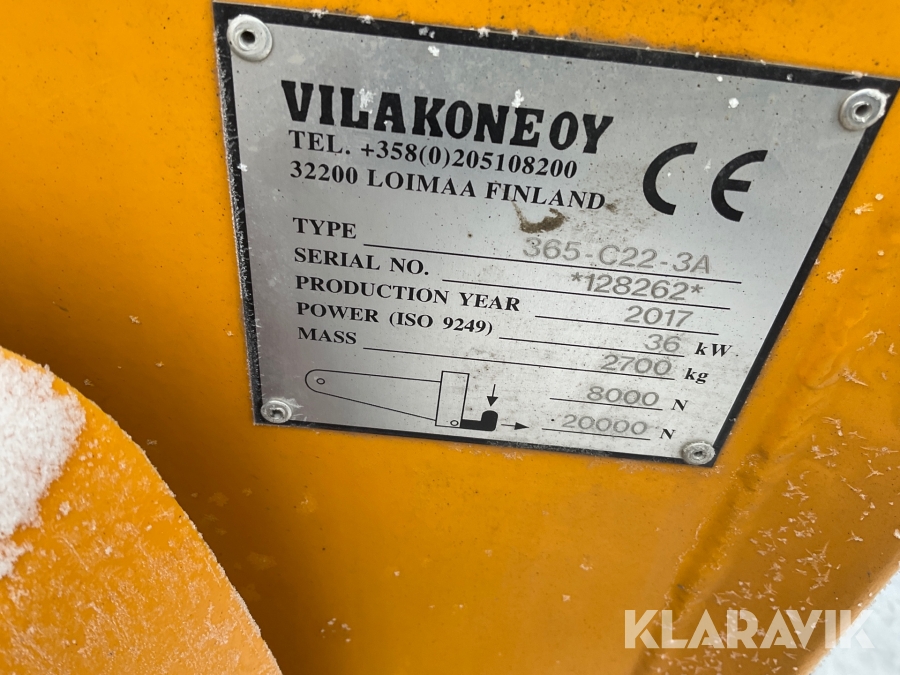 VILAKONE OY
TEL. +358(0)205108200
32200 LOIMAA FINLAND
CE
TYPE 365-C22-3A
SERIAL NO. *128262*
PRODUCTION YEAR 2017
POWER (ISO 9249) 36 kW
MASS 2700 kg
8000 N
20000 N
KLARAVIK